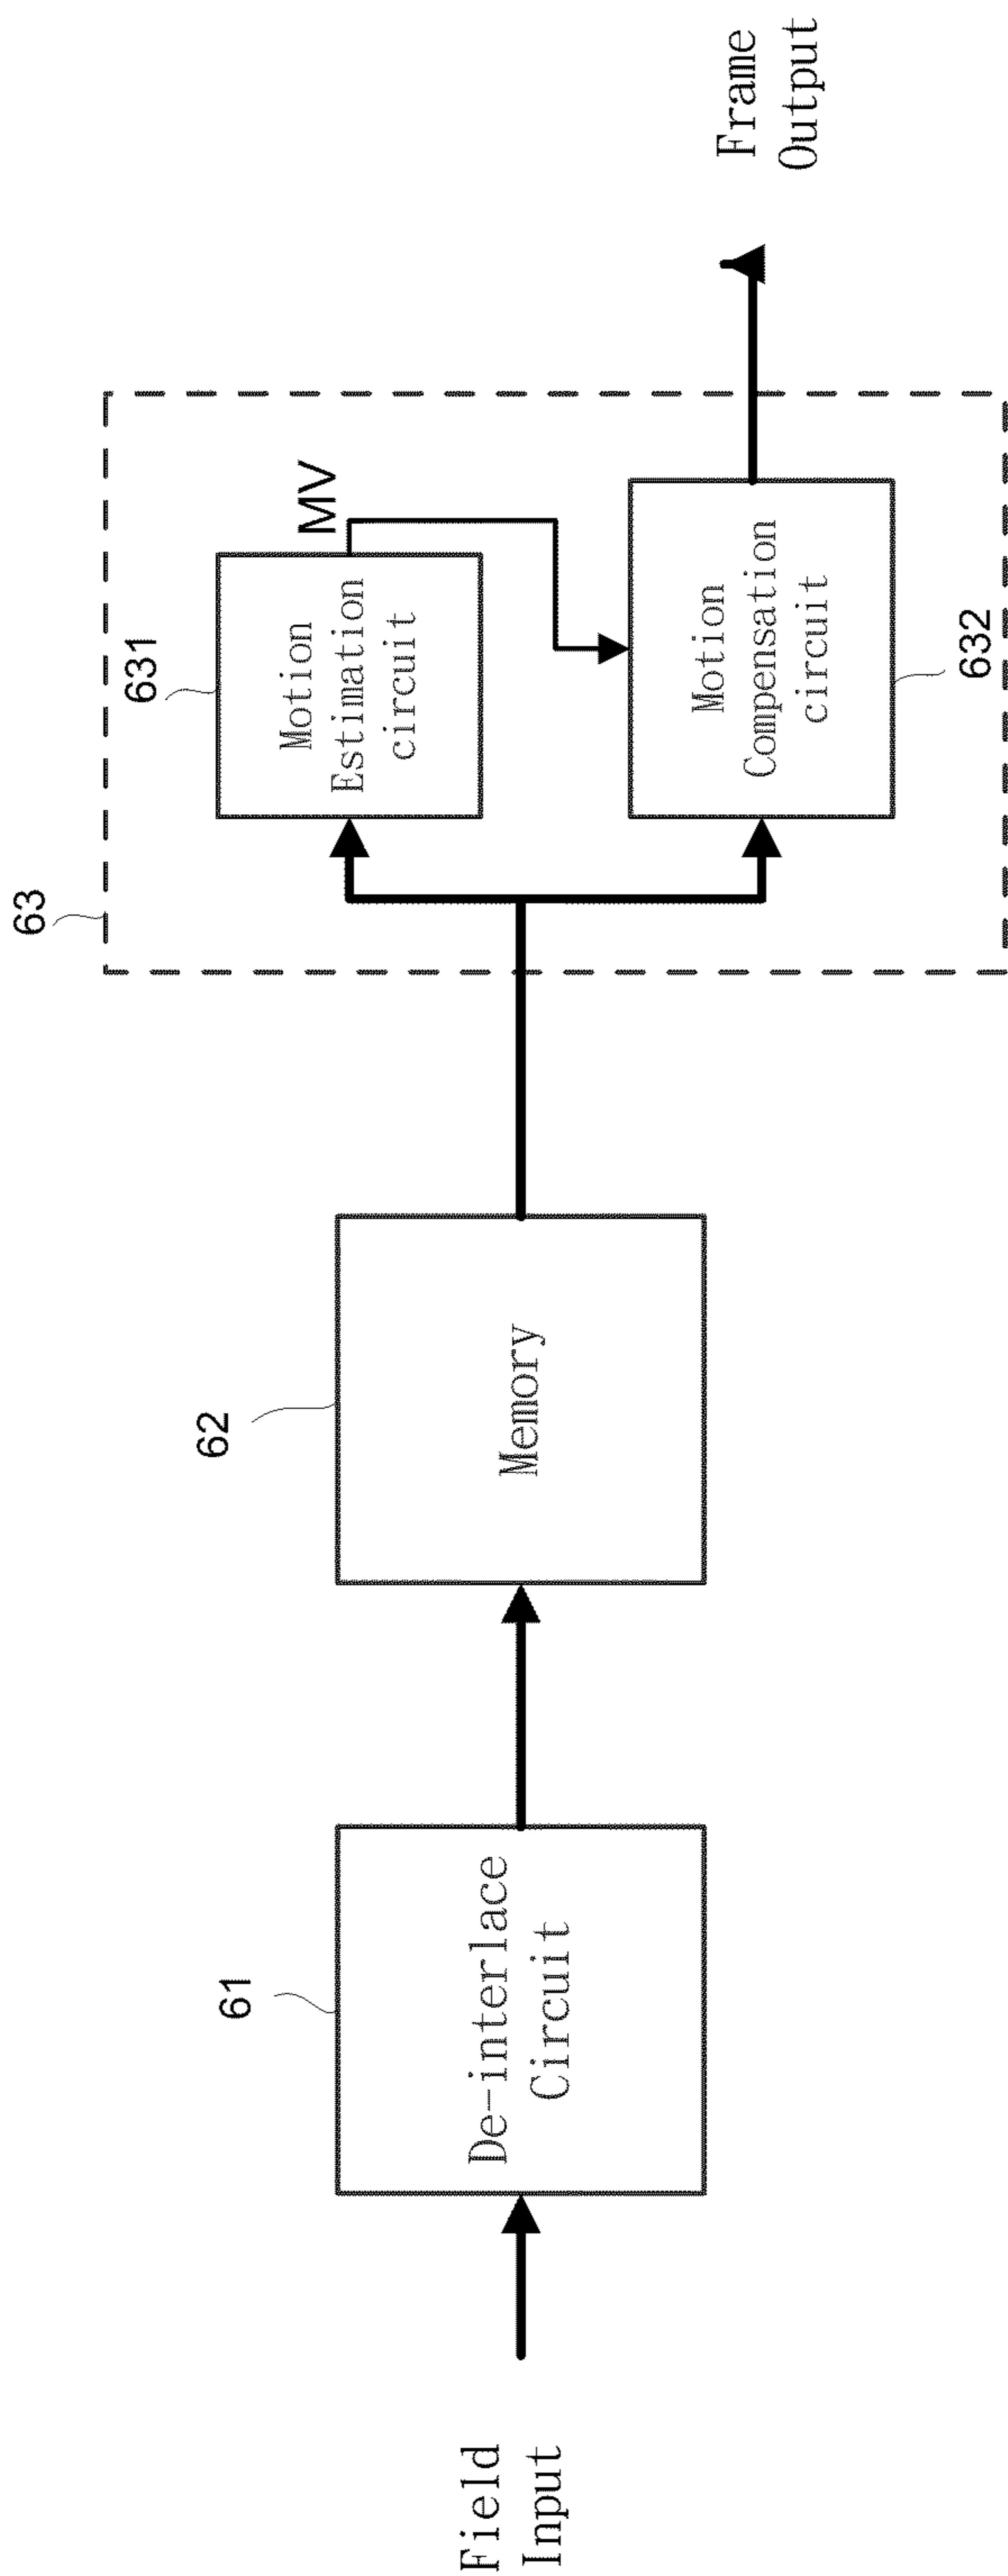 Field
Input
61
De-interlace
Circuit
62
Memory
63
631
Motion
Estimation
circuit
MV
Motion
Compensation
circuit
632
Frame
Output